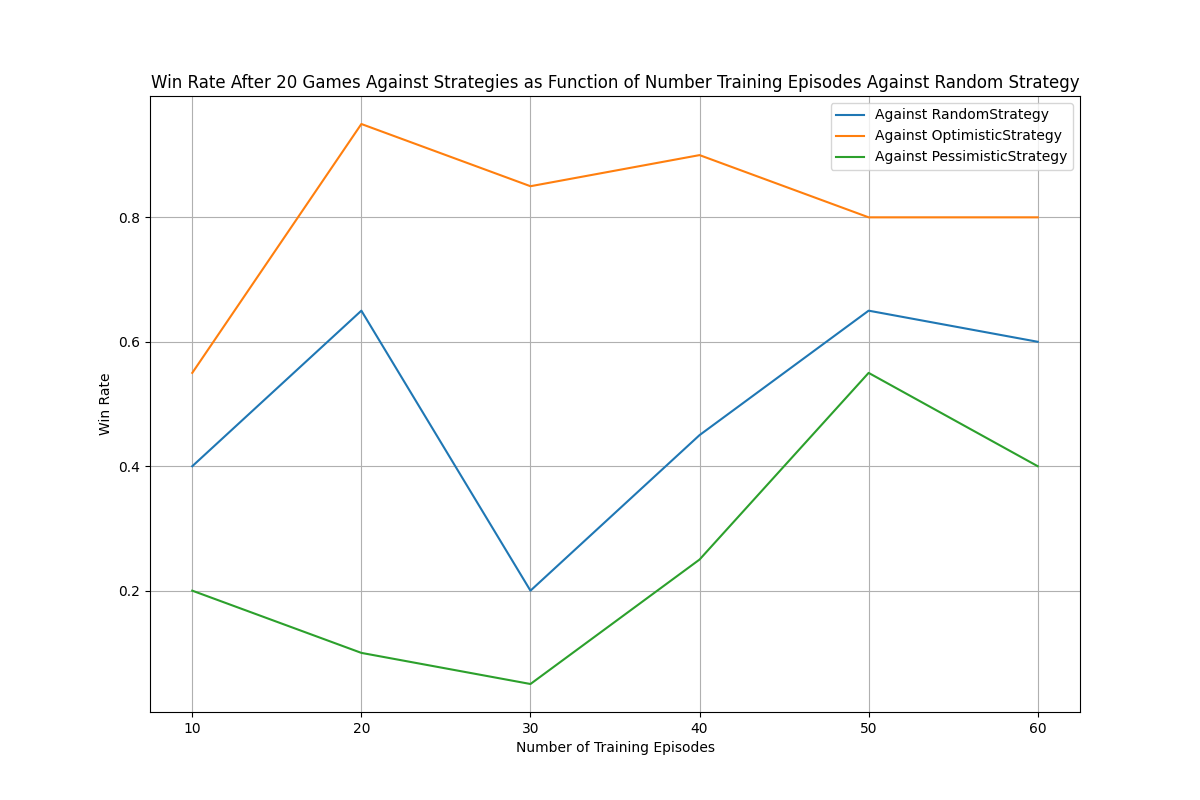 Win Rate After 20 Games Against Strategies as Function of Number Training Episodes Against Random Strategy
Against RandomStrategy
Against OptimisticStrategy
Against PessimisticStrategy
Win Rate
0.8
0.6
0.4
0.2
10 20 30 40 50 60
Number of Training Episodes